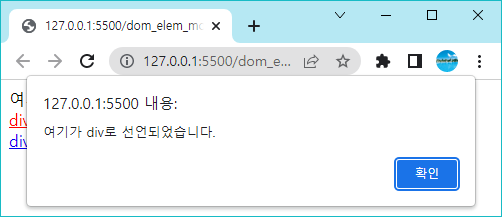 127.0.0.1:5500/dom_elem_mo
127.0.0.1:5500/dom_e...
여
127.0.0.1:5500 내용:
div
여기가 div로 선언되었습니다.
div
확인